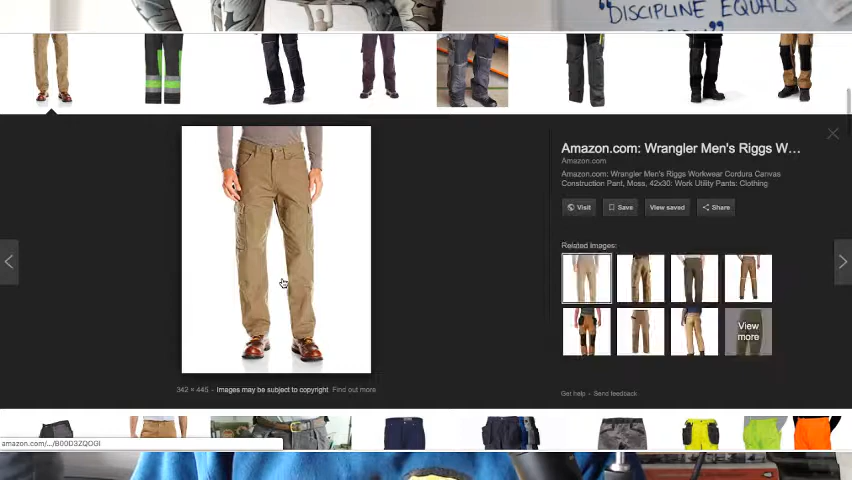 "DISCIPLINE EQUALS
Amazon.com: Wrangler Men's Riggs W...
Amazon.com
Amazon.com: Wrangler Men's Riggs Workwear Cordura Canvas
Construction Pant, Moss, 42x30: Work Utility Pants: Clothing
Visit
Save
View saved
Share
Related Images:
View
more
342 × 445 – Images may be subject to copyright Find out more
Get help - Send feedback
amazon.com/.../B00D3ZQOGI